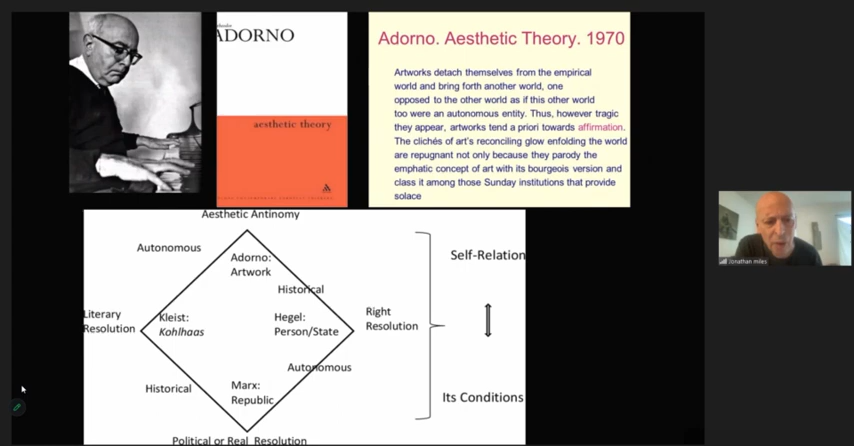 ADORNO
aesthetic theory
Adorno. Aesthetic Theory. 1970
Artworks detach themselves from the empirical
world and bring forth another world, one
opposed to the other world as if this other world
too were an autonomous entity. Thus, however tragic
they appear, artworks tend a priori towards affirmation.
The clichés of art's reconciling glow enfolding the world
are repugnant not only because they parody the
emphatic concept of art with its bourgeois version and
class it among those Sunday institutions that provide
solace
Aesthetic Antinomy
Autonomous
Adorno:
Artwork
Historical
Literary
Resolution
Kleist:
Kohlhaas
Hegel:
Person/State
Right
Resolution
Autonomous
Historical
Marx:
Republic
Political or Real Resolution
Self-Relation
Its Conditions
Jonathan miles